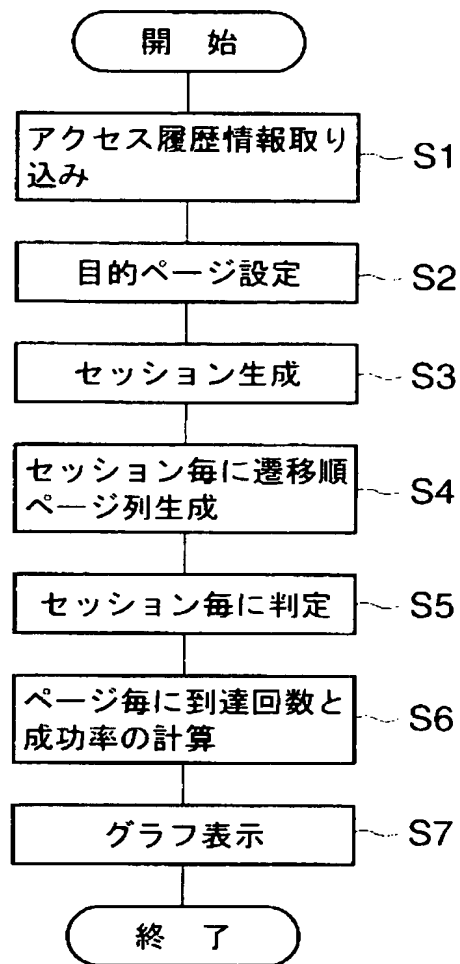 開 始
アクセス履歴情報取り
込み
S1
目的ページ設定
S2
セッション生成
S3
セッション毎に遷移順
ページ列生成
S4
セッション毎に判定
S5
ページ毎に到達回数と
成功率の計算
S6
グラフ表示
S7
終 了